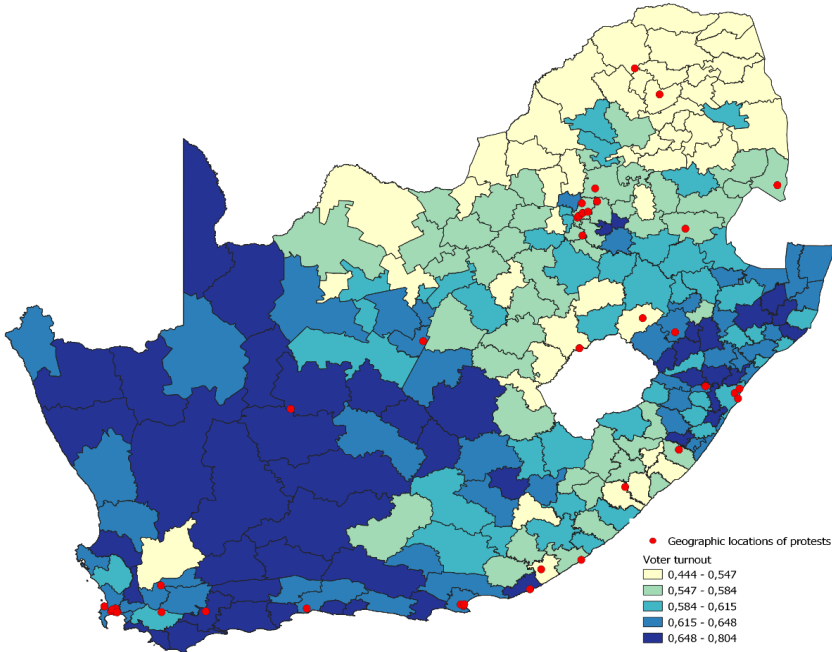 Geographic locations of protests
Voter turnout
0,444 - 0,547
0,547 - 0,584
0,584 - 0,615
0,615 - 0,648
0,648 - 0,804